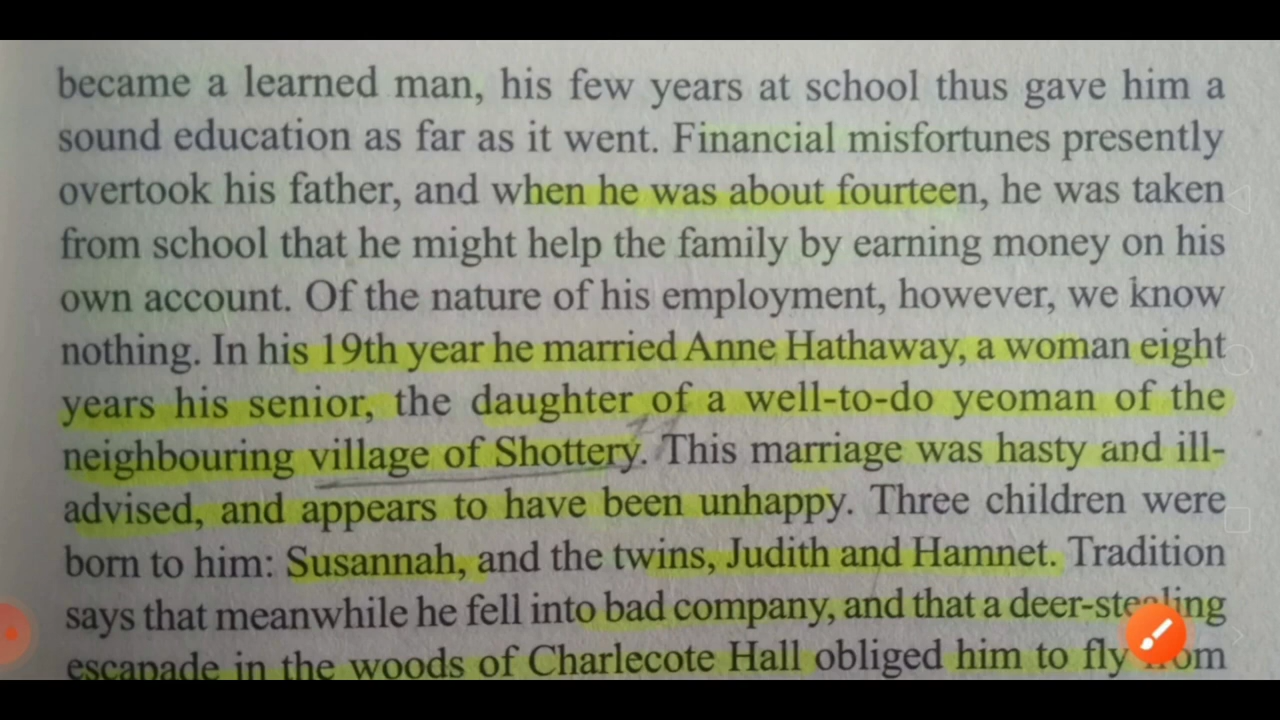 became a learned man, his few years at school thus gave him a
sound education as far as it went. Financial misfortunes presently
overtook his father, and when he was about fourteen, he was taken
from school that he might help the family by earning money on his
own account. Of the nature of his employment, however, we know
nothing. In his 19th year he married Anne Hathaway, a woman eight
years his senior, the daughter of a well-to-do yeoman of the
neighbouring village of Shottery. This marriage was hasty and ill-
advised, and appears to have been unhappy. Three children were
born to him: Susannah, and the twins, Judith and Hamnet. Tradition
says that meanwhile he fell into bad company, and that a deer-stealing
escapade in the woods of Charlecote Hall obliged him to fly from